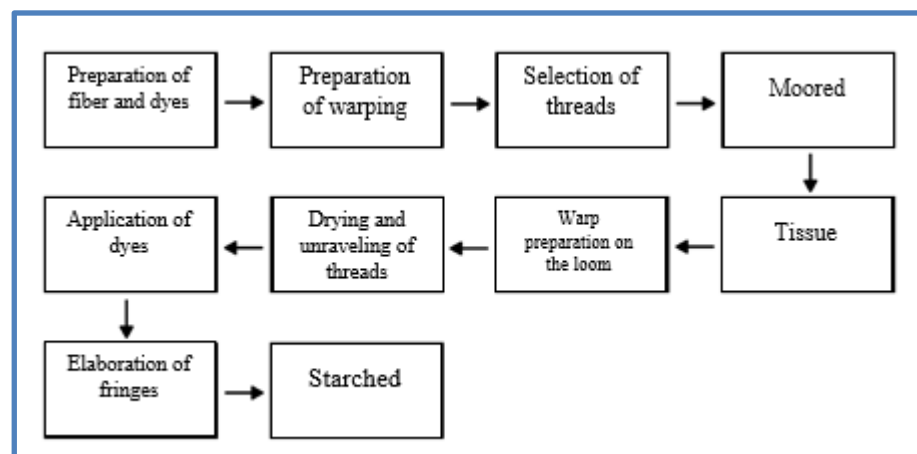 Preparation of
fiber and dyes
Preparation
of warping
Selection of
threads
Moored
Application of
dyes
Drying and
unraveling of
threads
Warp
preparation on
the loom
Tissue
Elaboration of
fringes
Starched